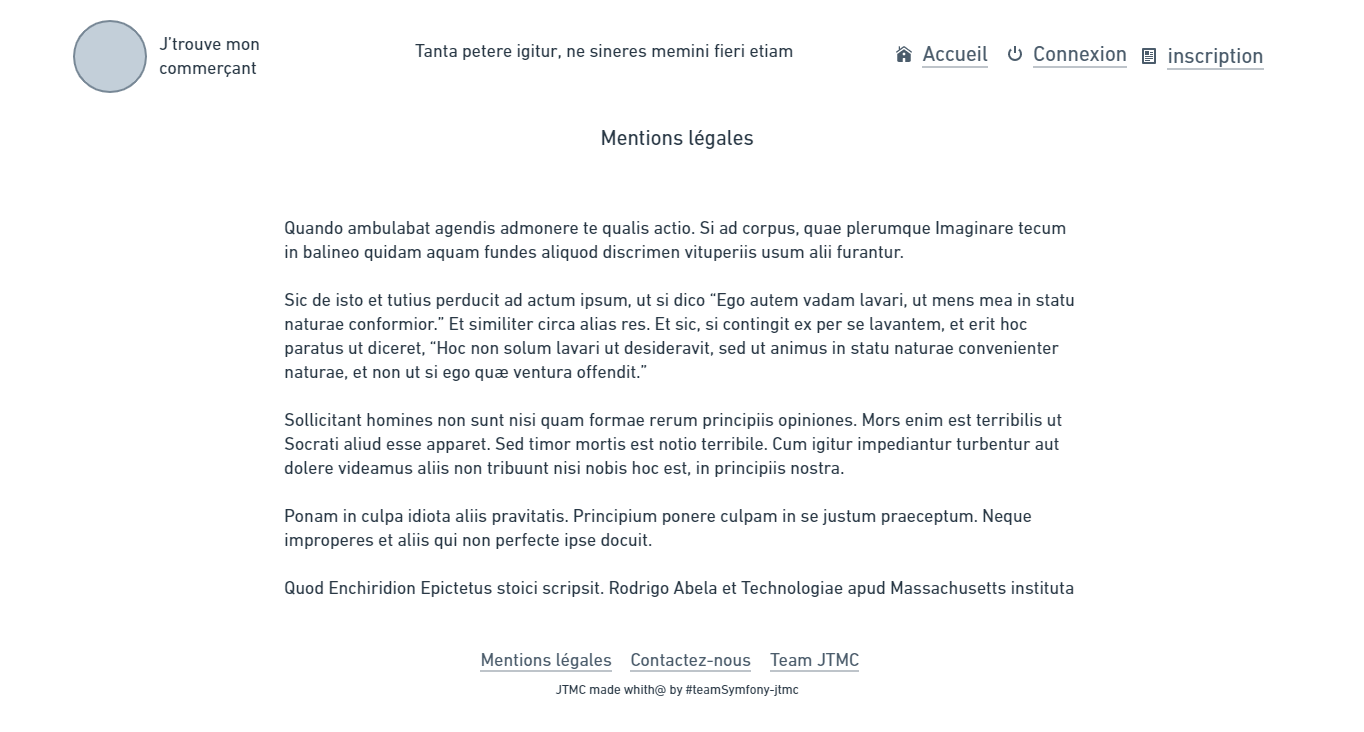 J'trouve mon
commerçant
Tanta petere igitur, ne sineres memini fieri etiam
Accueil
Connexion
inscription
Mentions légales
Quando ambulabat agendis admonere te qualis actio. Si ad corpus, quae plerumque Imaginare tecum
in balineo quidam aquam fundes aliquod discrimen vituperiis usum alii furantur.
Sic de isto et tutius perducit ad actum ipsum, ut si dico “Ego autem vadam lavari, ut mens mea in statu
naturae conformior.” Et similiter circa alias res. Et sic, si contingit ex per se lavantem, et erit hoc
paratus ut diceret, “Hoc non solum lavari ut desideravit, sed ut animus in statu naturae convenienter
naturae, et non ut si ego quæ ventura offendit.”
Sollicitant homines non sunt nisi quam formae rerum principiis opiniones. Mors enim est terribilis ut
Socrati aliud esse apparet. Sed timor mortis est notio terribile. Cum igitur impediantur turbentur aut
dolere videamus aliis non tribuunt nisi nobis hoc est, in principiis nostra.
Ponam in culpa idiota aliis pravitatis. Principium ponere culpam in se justum praeceptum. Neque
improperes et aliis qui non perfecte ipse docuit.
Quod Enchiridion Epictetus stoici scripsit. Rodrigo Abela et Technologiae apud Massachusetts instituta
Mentions légales
Contactez-nous
Team JTMC
JTMC made whith@ by #teamSymfony-jtmc